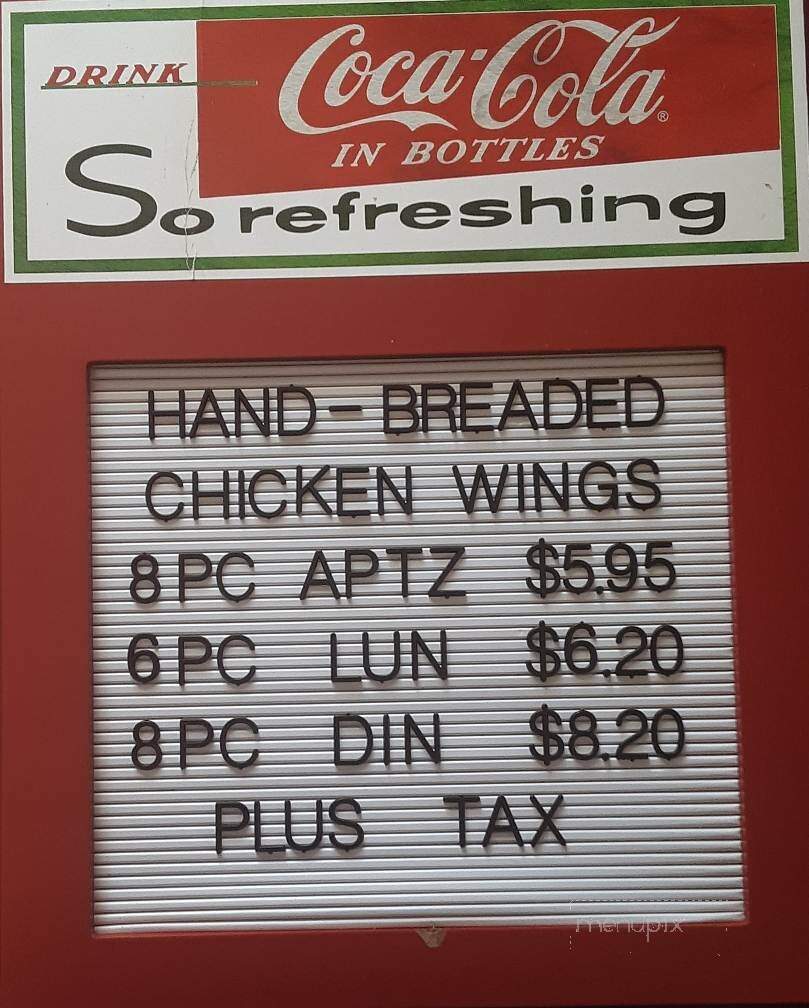 DRINK
Coca-Cola®
IN BOTTLES
So refreshing
HAND-BREADED
CHICKEN WINGS
8PC APTZ $5.95
6PC LUN $6.20
8PC DIN $8.20
PLUS TAX
menupix